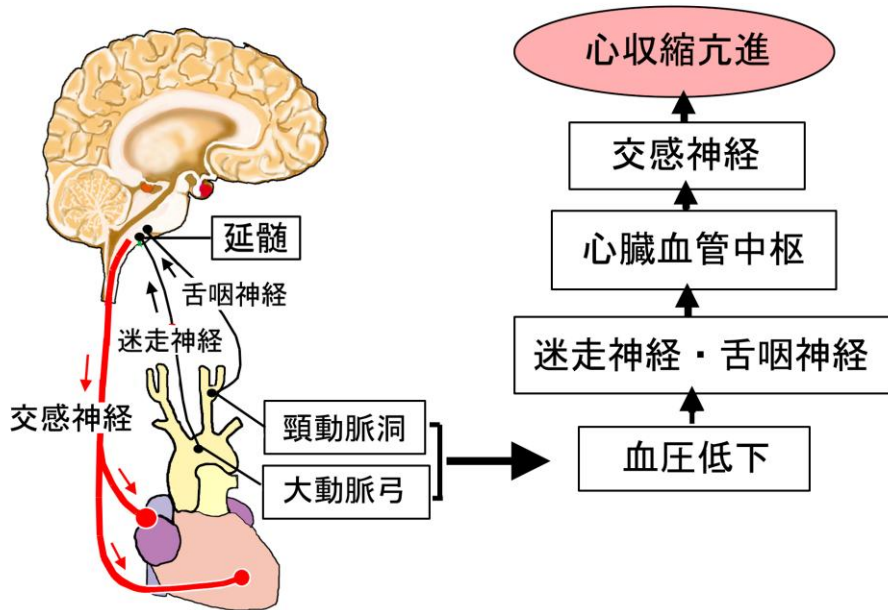 心収縮亢進
交感神経
心臓血管中枢
迷走神経・舌咽神経
血圧低下
延髄
舌咽神経
迷走神経
交感神経
頸動脈洞
大動脈弓